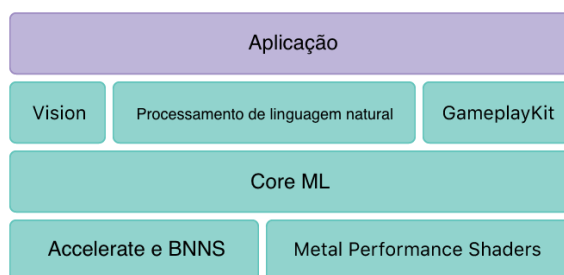 Aplicação
Vision
Processamento de linguagem natural
GameplayKit
Core ML
Accelerate e BNNS
Metal Performance Shaders